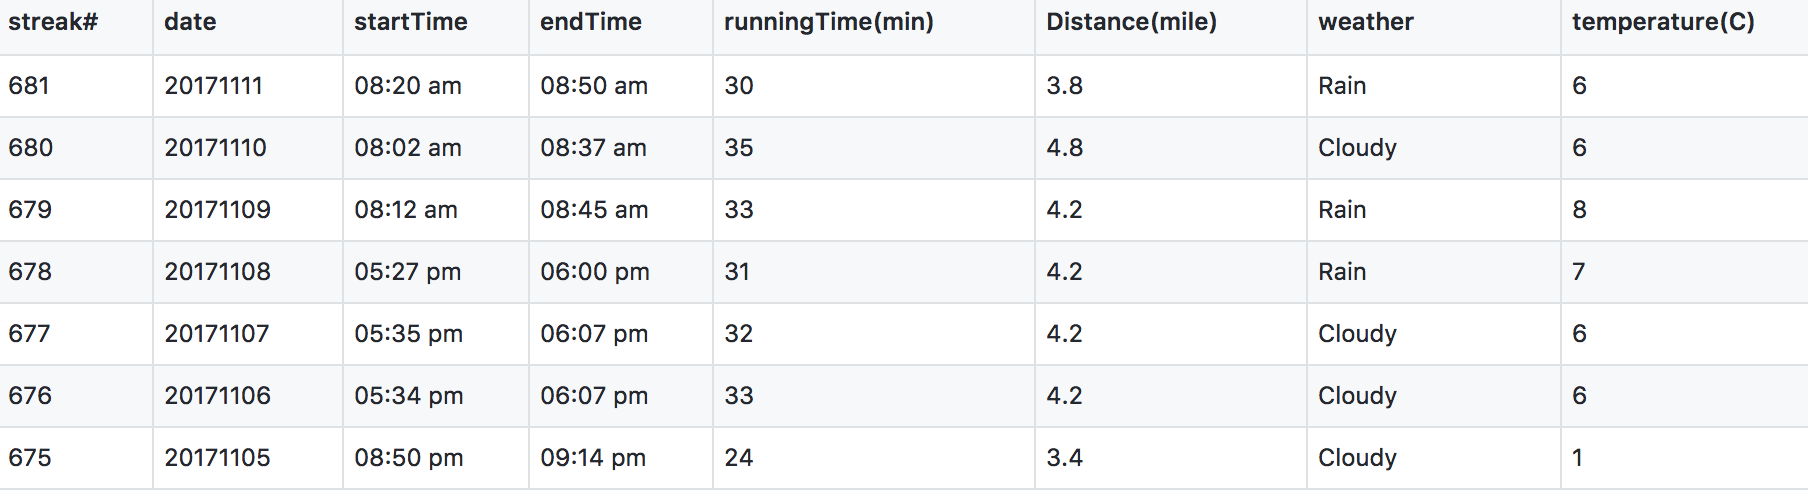 streak# date startTime endTime runningTime(min) Distance(mile) weather temperature(C)
681 20171111 08:20 am 08:50 am 30 3.8 Rain 6
680 20171110 08:02 am 08:37 am 35 4.8 Cloudy 6
679 20171109 08:12 am 08:45 am 33 4.2 Rain 8
678 20171108 05:27 pm 06:00 pm 31 4.2 Rain 7
677 20171107 05:35 pm 06:07 pm 32 4.2 Cloudy 6
676 20171106 05:34 pm 06:07 pm 33 4.2 Cloudy 6
675 20171105 08:50 pm 09:14 pm 24 3.4 Cloudy 1